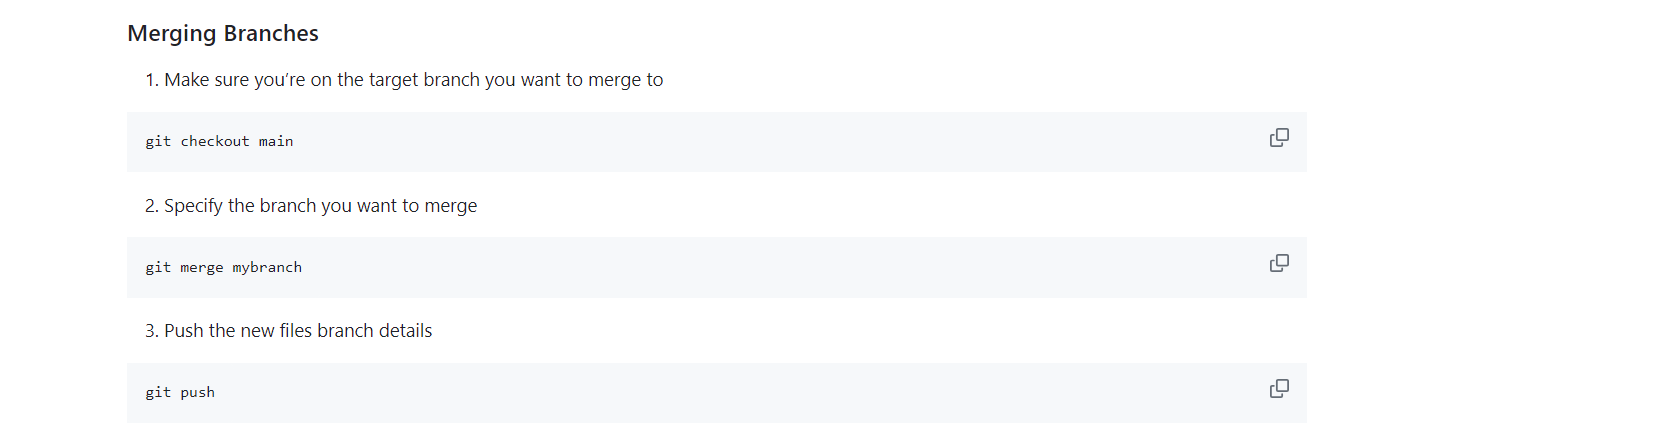 Merging Branches
1. Make sure you’re on the target branch you want to merge to
git checkout main
2. Specify the branch you want to merge
git merge mybranch
3. Push the new files branch details
git push